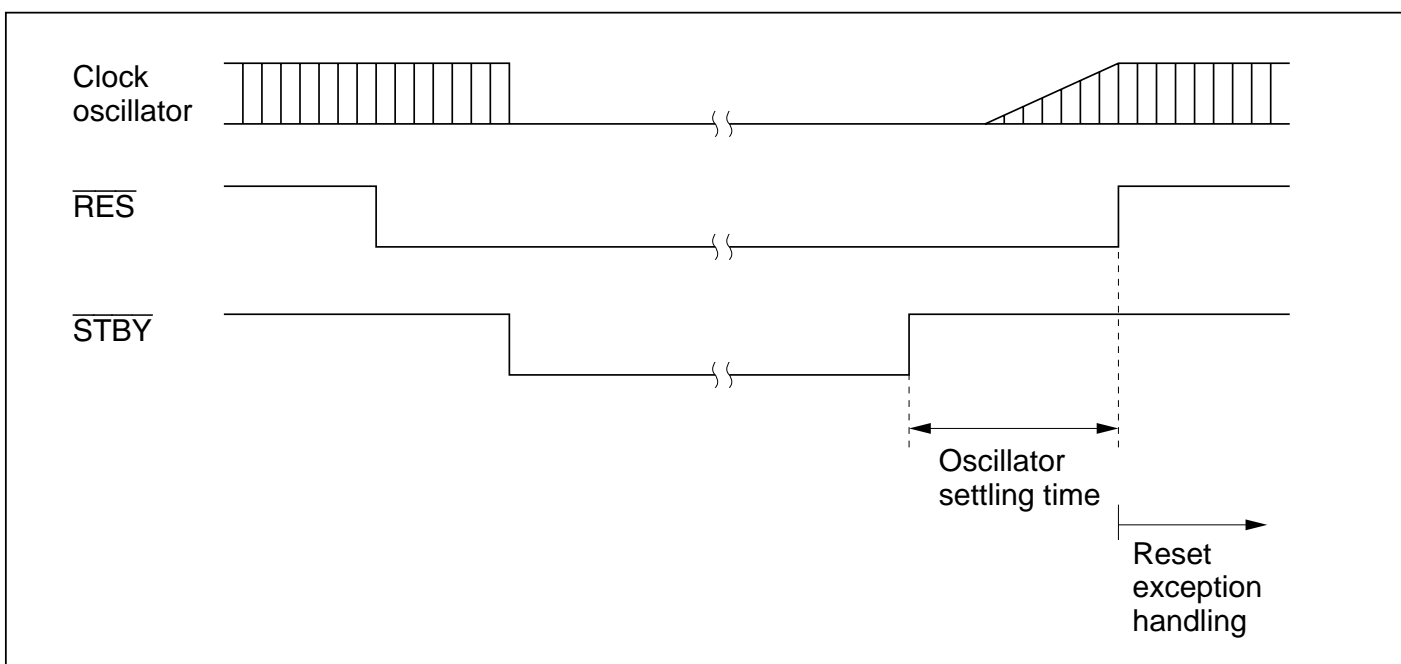 Clock
oscillator
RES
STBY
Oscillator
settling time
Reset
exception
handling